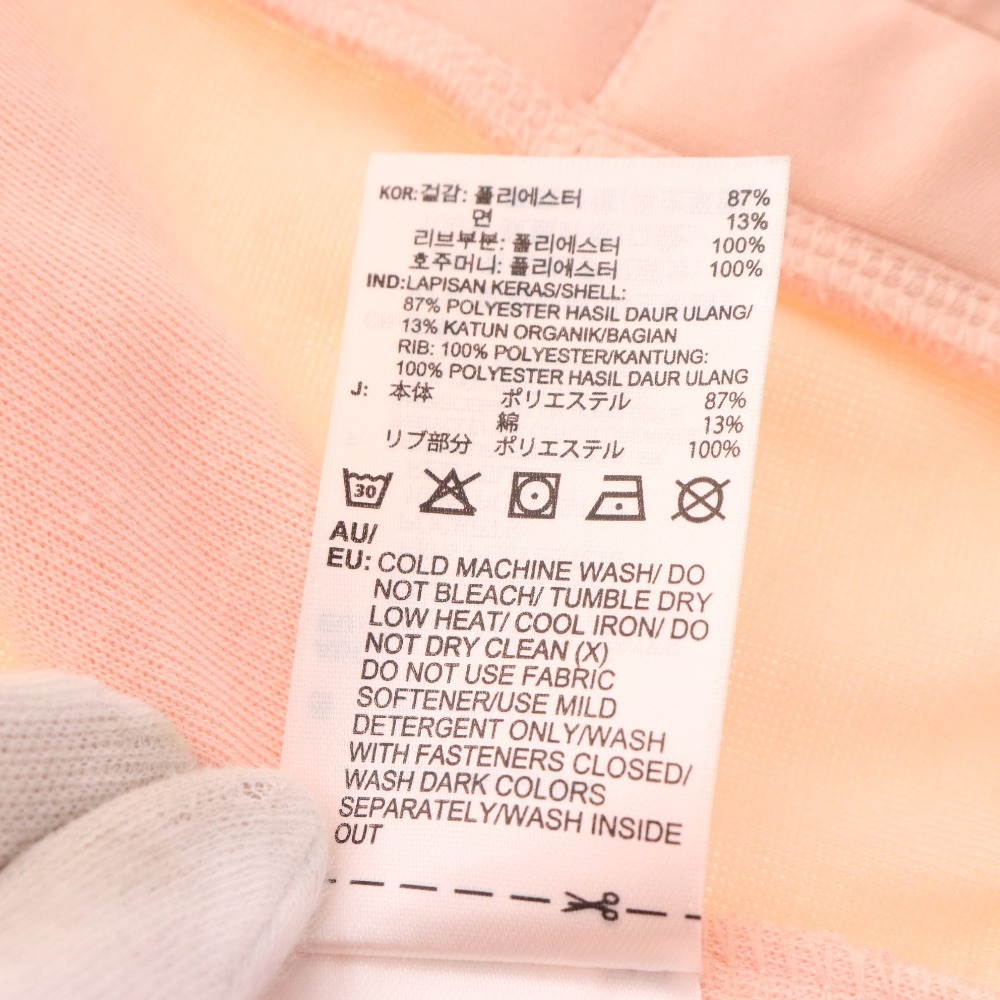 KOR:겉감: 폴리에스터 87%
면 13%
리브부분: 폴리에스터 100%
호주머니: 폴리에스터 100%
IND:LAPISAN KERAS/SHELL:
87% POLYESTER HASIL DAUR ULANG/
13% KATUN ORGANIK/BAGIAN
RIB: 100% POLYESTER/KANTUNG:
100% POLYESTER HASIL DAUR ULANG
J: 本体 ポリエステル 87%
綿 13%
リブ部分 ポリエステル 100%
30
AU/
EU: COLD MACHINE WASH/ DO
NOT BLEACH/ TUMBLE DRY
LOW HEAT/ COOL IRON/ DO
NOT DRY CLEAN (X)
DO NOT USE FABRIC
SOFTENER/USE MILD
DETERGENT ONLY/WASH
WITH FASTENERS CLOSED/
WASH DARK COLORS
SEPARATELY/WASH INSIDE
OUT